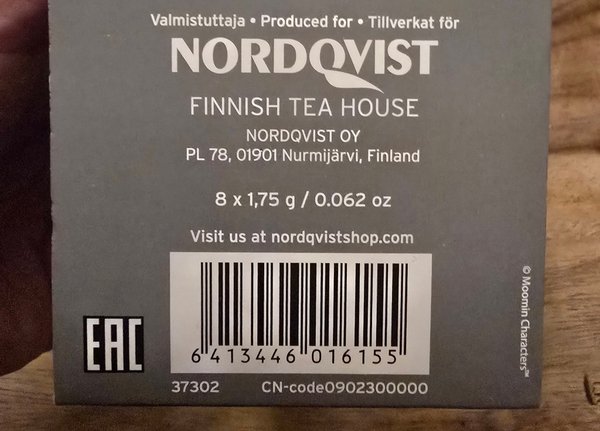 Valmistuttaja • Produced for • Tillverkat för
NORDQVIST
FINNISH TEA HOUSE
NORDQVIST OY
PL 78, 01901 Nurmijärvi, Finland
8 x 1,75 g / 0.062 oz
Visit us at nordqvistshop.com
6 413446 016155
EAC
37302 CN-code0902300000
© Moomin Characters™